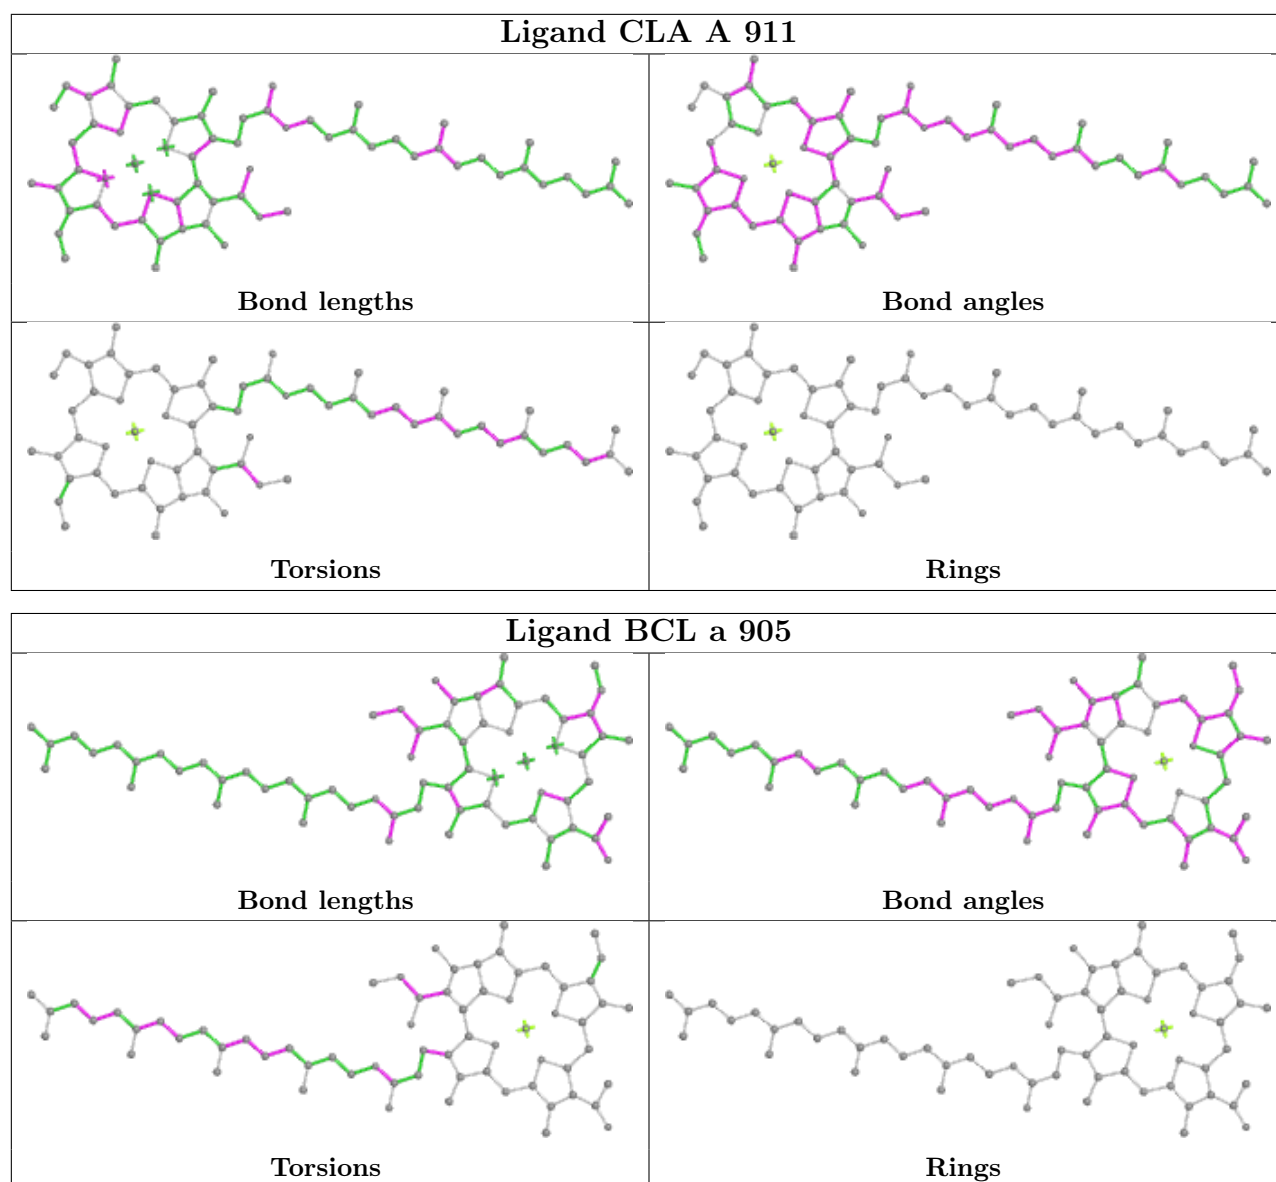 Ligand CLA A 911
Bond lengths
Bond angles
Torsions
Rings
Ligand BCL a 905
Bond lengths
Bond angles
Torsions
Rings